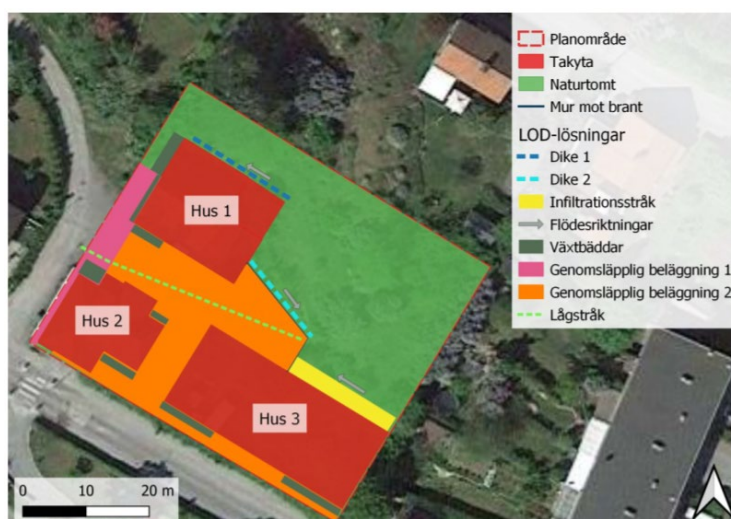 Planområde
Takyta
Naturtomt
Mur mot brant
LOD-lösningar
Dike 1
Dike 2
Infiltrationsstråk
Flödesriktningar
Växtbäddar
Genomsläpplig beläggning 1
Genomsläpplig beläggning 2
Lågstråk
Hus 1
Hus 2
Hus 3
0 10 20 m